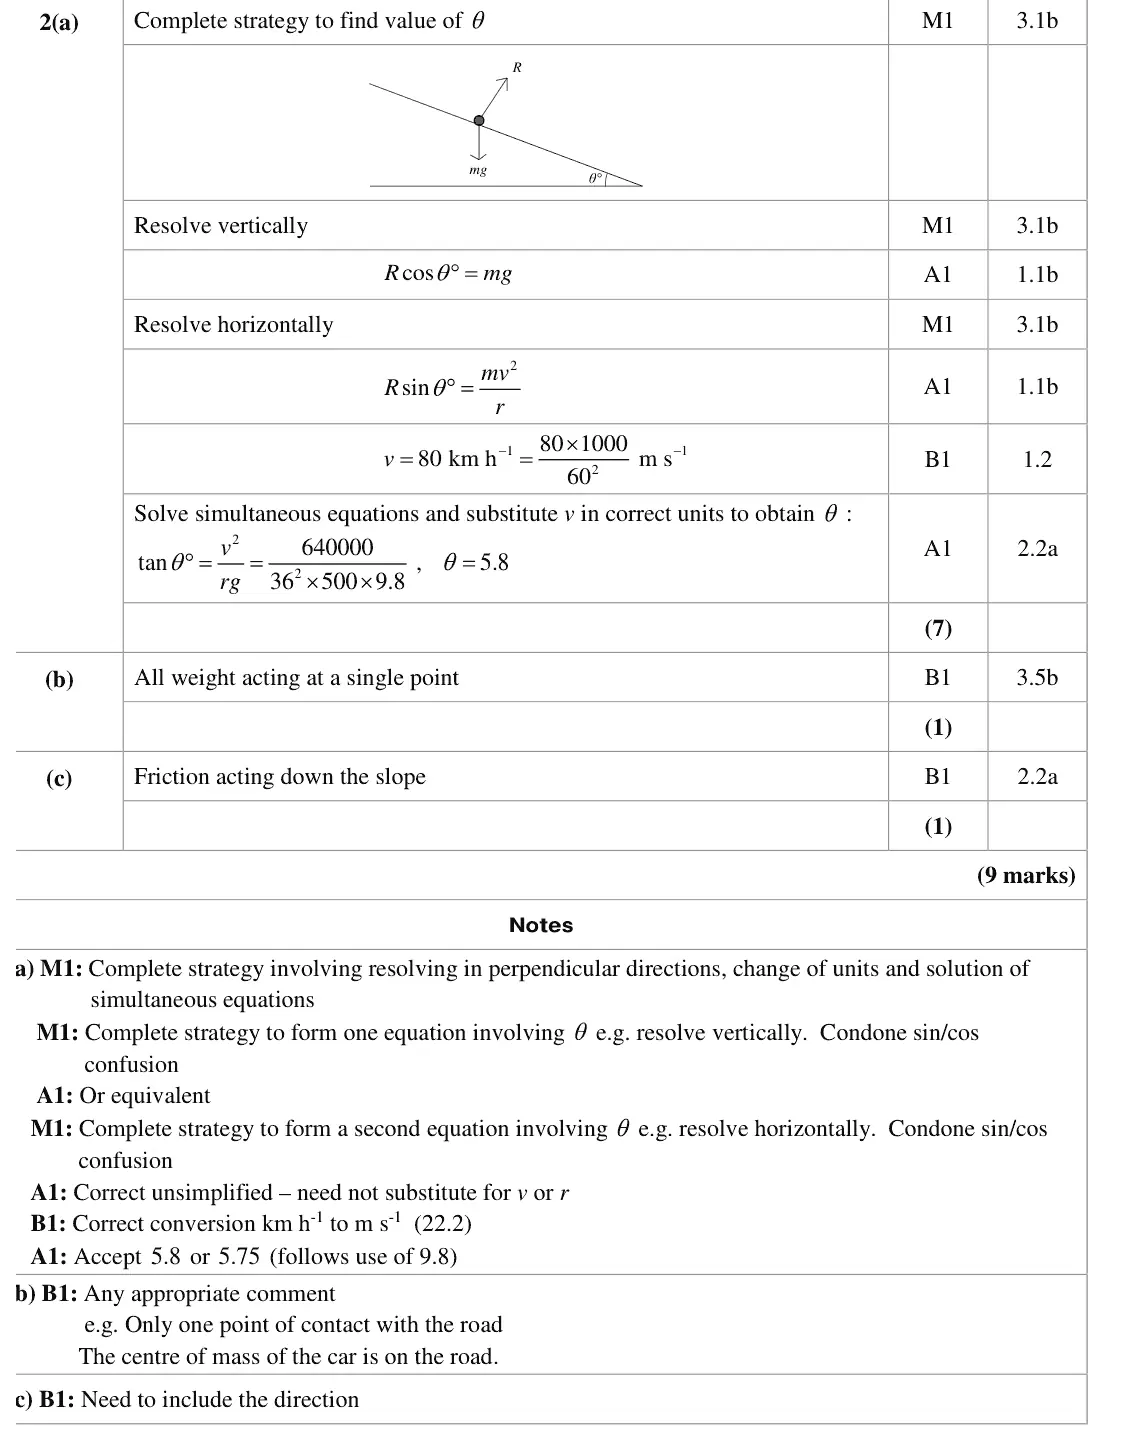 2(a) Complete strategy to find value of θ M1 3.1b
R
mg
θ°
Resolve vertically M1 3.1b
R cos θ° = mg A1 1.1b
Resolve horizontally M1 3.1b
R sin θ° = mv²/r A1 1.1b
v = 80 km h⁻¹ = (80×1000)/60² m s⁻¹ B1 1.2
Solve simultaneous equations and substitute v in correct units to obtain θ :
tan θ° = v²/rg = 640000/(36² × 500 × 9.8) , θ = 5.8 A1 2.2a
(7)
(b) All weight acting at a single point B1 3.5b
(1)
(c) Friction acting down the slope B1 2.2a
(1)
(9 marks)
Notes
a) M1: Complete strategy involving resolving in perpendicular directions, change of units and solution of
simultaneous equations
M1: Complete strategy to form one equation involving θ e.g. resolve vertically. Condone sin/cos
confusion
A1: Or equivalent
M1: Complete strategy to form a second equation involving θ e.g. resolve horizontally. Condone sin/cos
confusion
A1: Correct unsimplified – need not substitute for v or r
B1: Correct conversion km h⁻¹ to m s⁻¹ (22.2)
A1: Accept 5.8 or 5.75 (follows use of 9.8)
b) B1: Any appropriate comment
e.g. Only one point of contact with the road
The centre of mass of the car is on the road.
c) B1: Need to include the direction